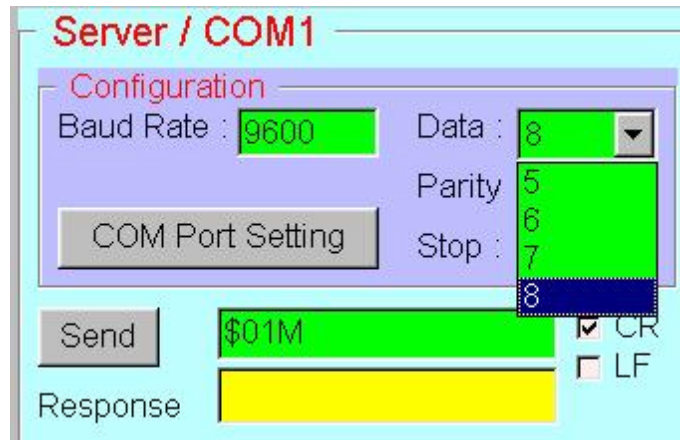 Server / COM1
Configuration
Baud Rate : 9600
Data : 8
5
6
7
8
Parity
Stop :
COM Port Setting
Send
$01M
CR
LF
Response